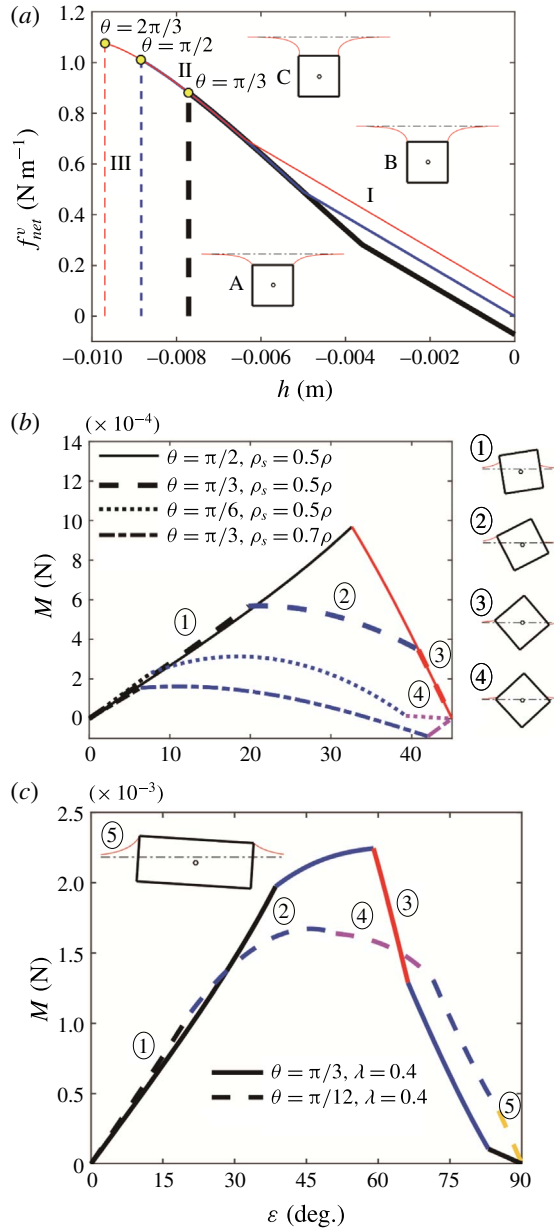 (a)
θ = 2π/3
θ = π/2
II
θ = π/3
C
B
I
III
A
1.2
1.0
0.8
0.6
0.4
0.2
0
f^v_net (N m⁻¹)
−0.010 −0.008 −0.006 −0.004 −0.002 0
h (m)
(b)
(× 10⁻⁴)
14
12
10
8
6
4
2
0
M (N)
θ = π/2, ρs = 0.5ρ
θ = π/3, ρs = 0.5ρ
θ = π/6, ρs = 0.5ρ
θ = π/3, ρs = 0.7ρ
①
②
③
④
0 10 20 30 40
①
②
③
④
(c)
(× 10⁻³)
2.5
2.0
1.5
1.0
0.5
0
M (N)
⑤
②
④
③
①
⑤
θ = π/3, λ = 0.4
θ = π/12, λ = 0.4
0 15 30 45 60 75 90
ε (deg.)